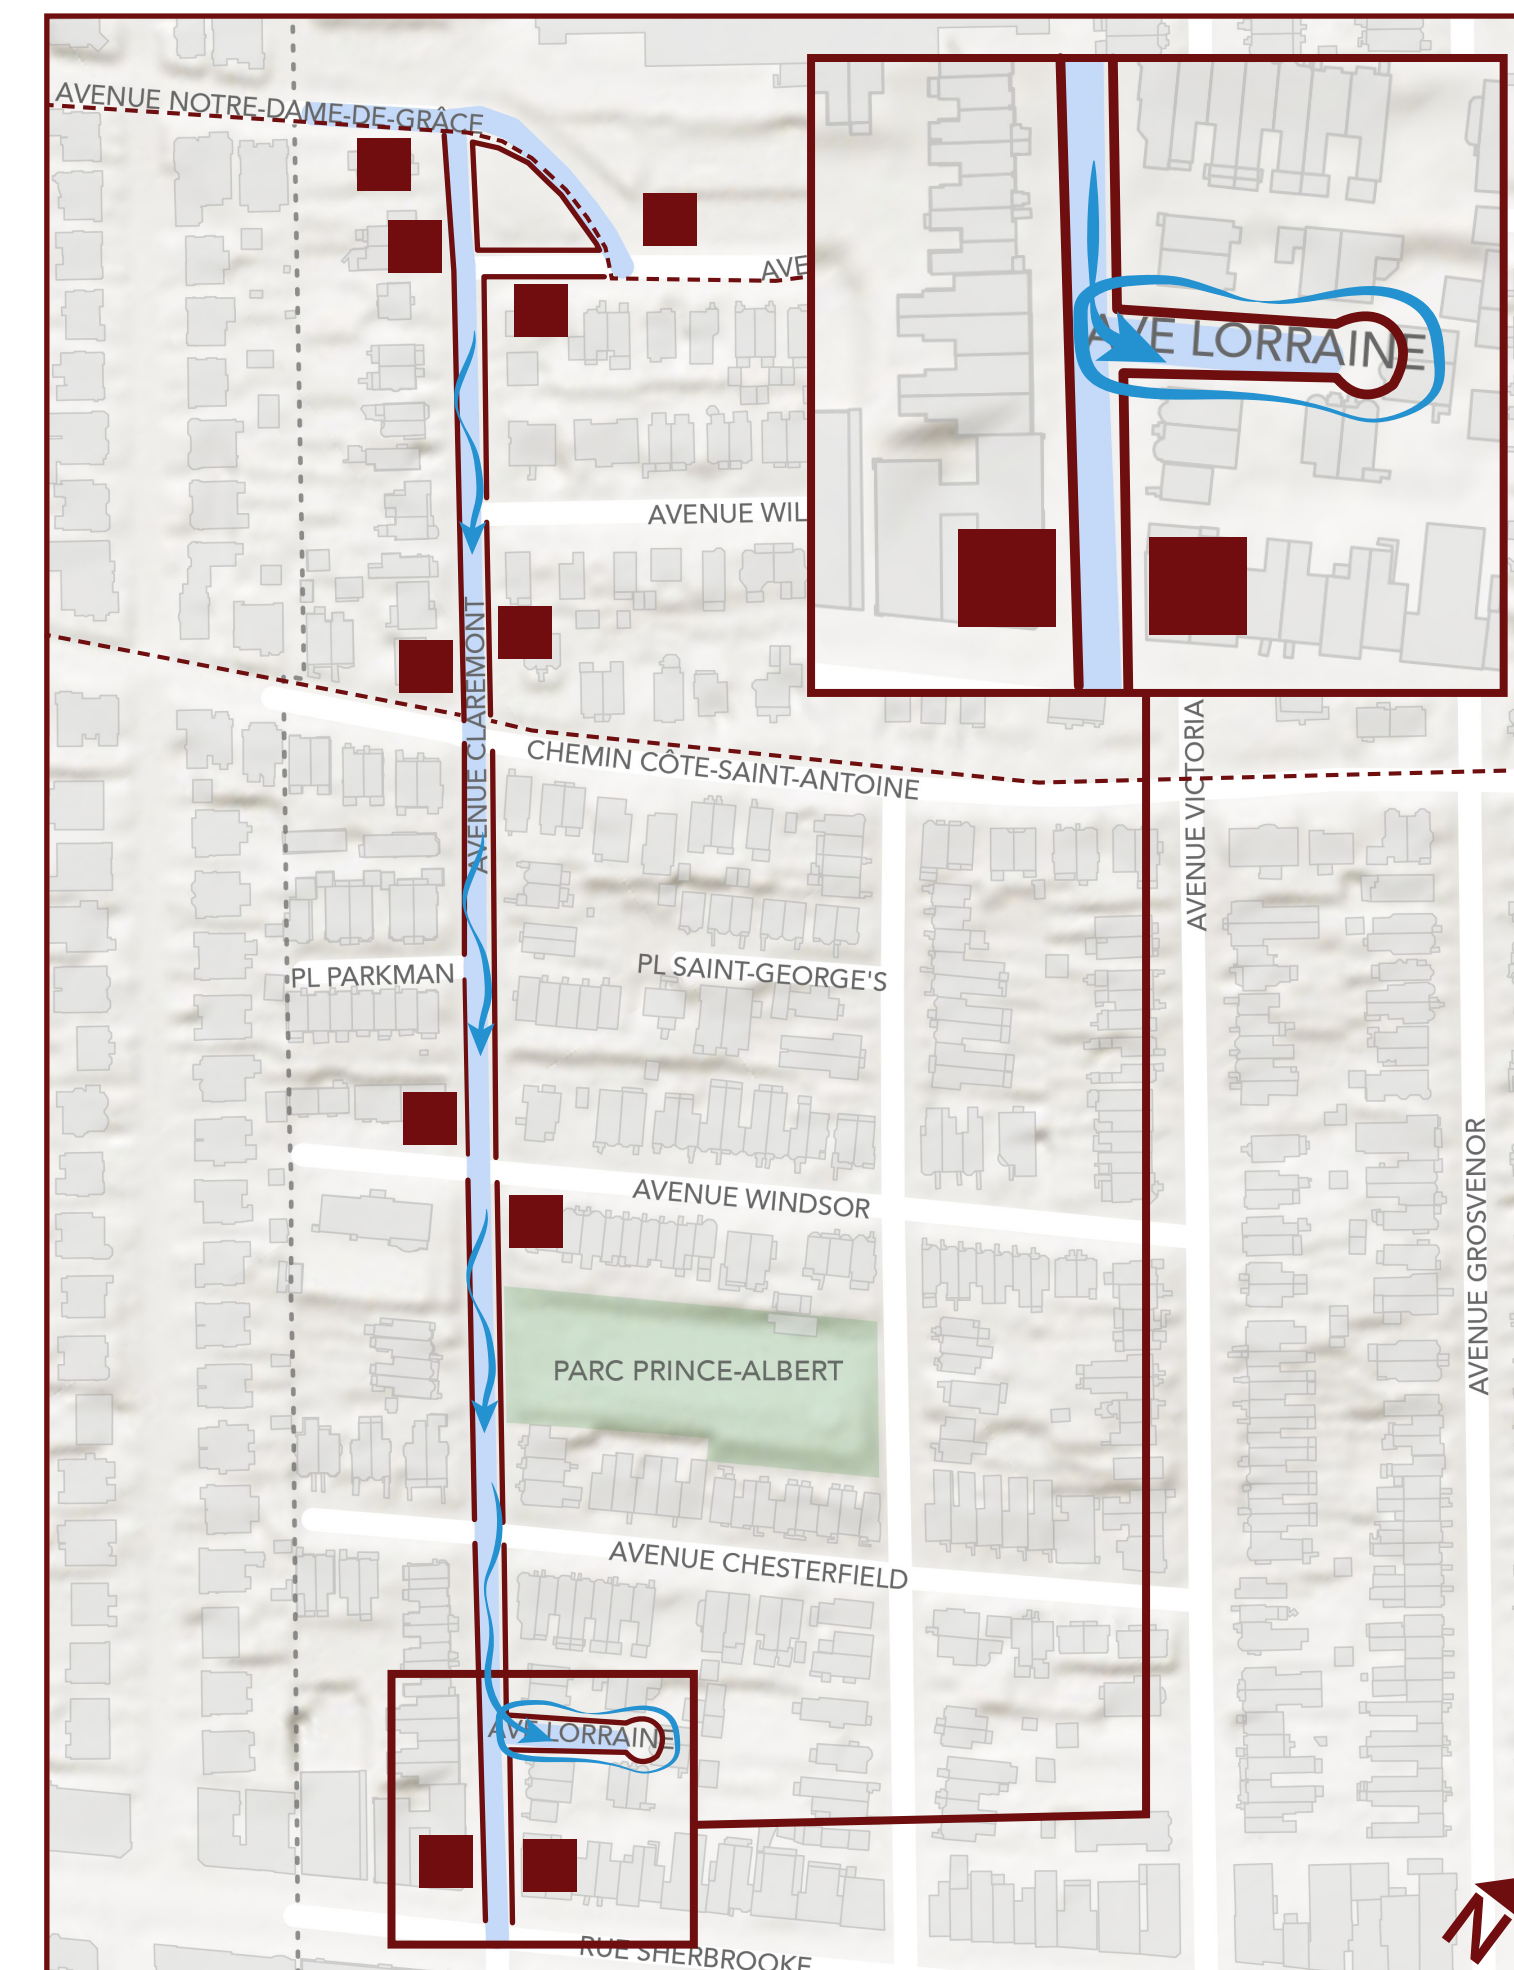 AVENUE NOTRE-DAME-DE-GRÂCE
AVE
AVE LORRAINE
AVENUE WIL
AVENUE CLAREMONT
CHEMIN CÔTE-SAINT-ANTOINE
AVENUE VICTORIA
PL PARKMAN
PL SAINT-GEORGE'S
AVENUE WINDSOR
AVENUE GROSVENOR
PARC PRINCE-ALBERT
AVENUE CHESTERFIELD
AVE LORRAINE
RUE SHERBROOKE
N